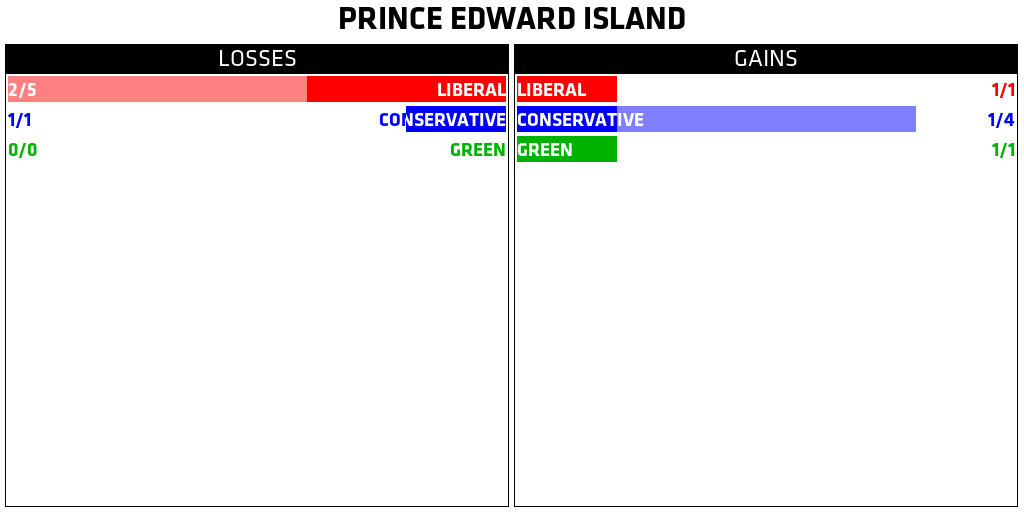 PRINCE EDWARD ISLAND
LOSSES
2/5 LIBERAL
1/1 CONSERVATIVE
0/0 GREEN
GAINS
LIBERAL 1/1
CONSERVATIVE 1/4
GREEN 1/1